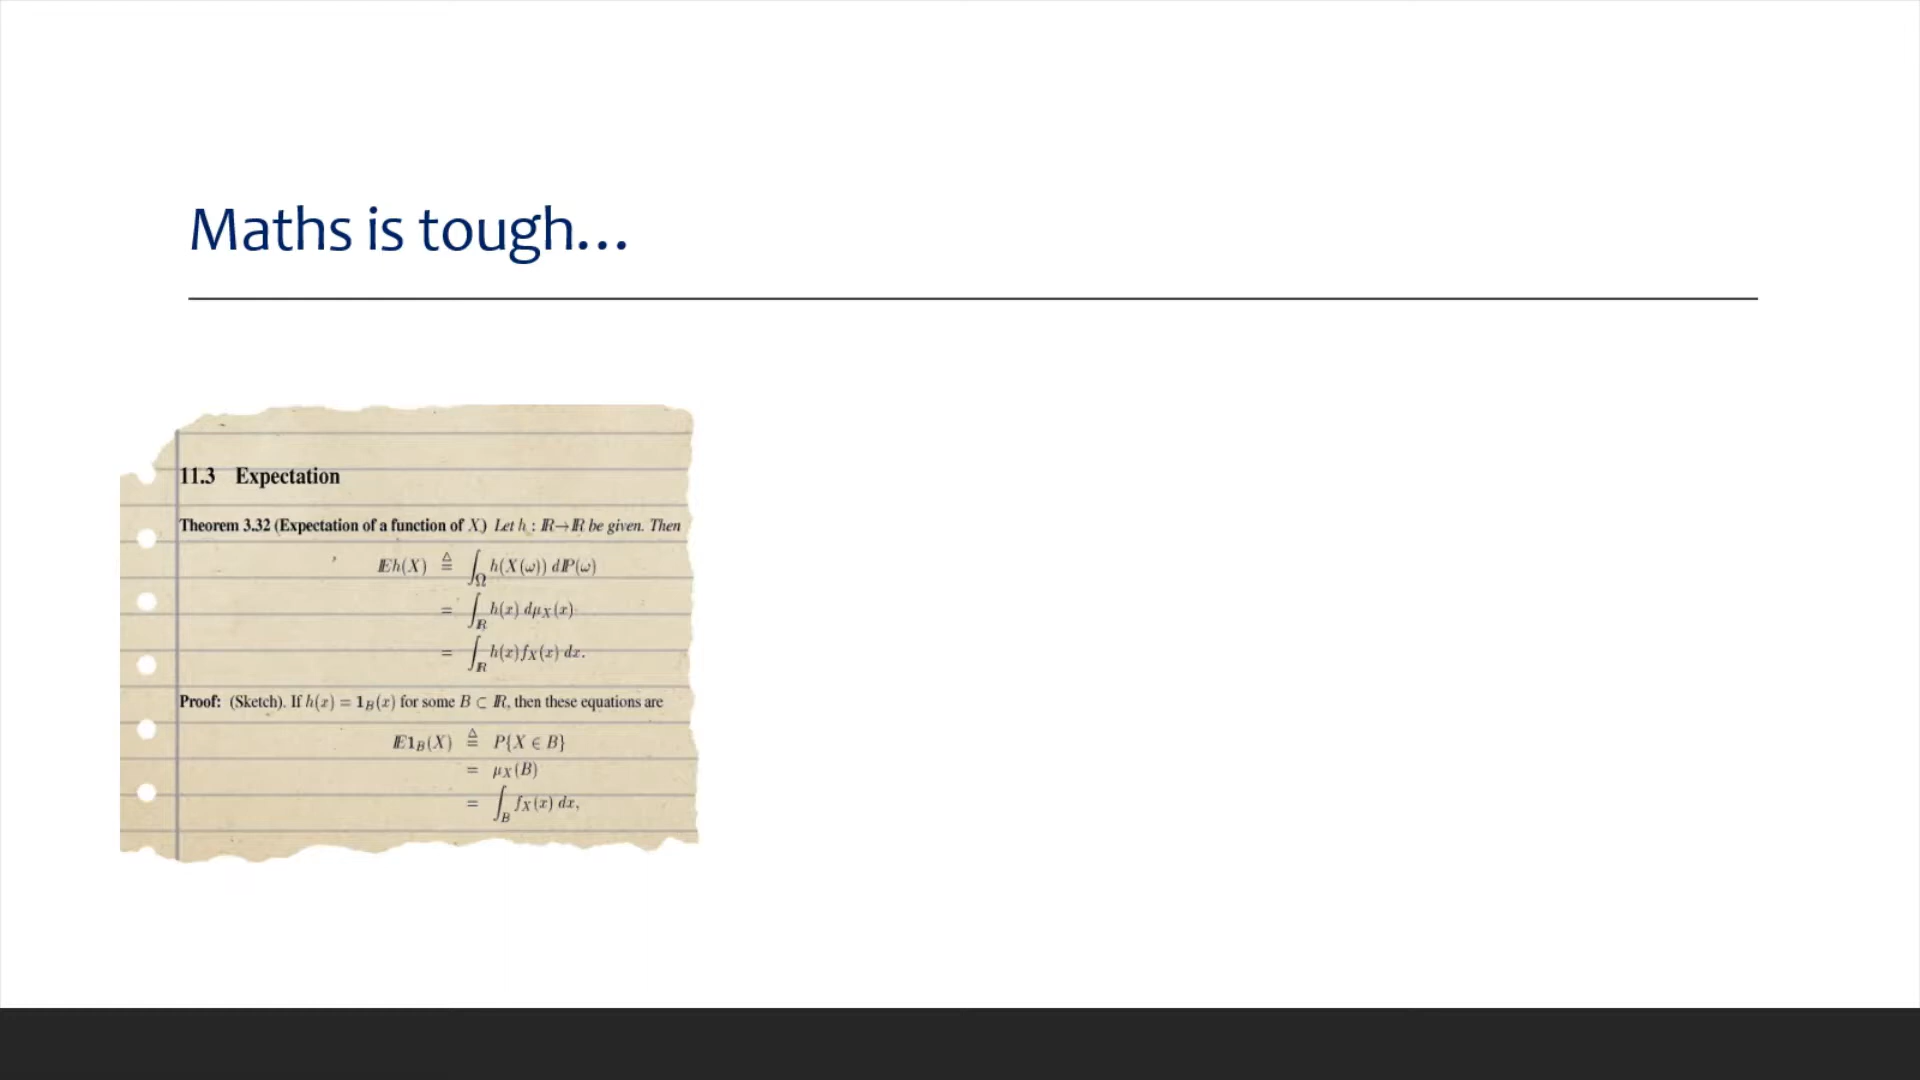 Maths is tough...
11.3 Expectation
Theorem 3.32 (Expectation of a function of X) Let h : ℝ→ℝ be given. Then
𝔼h(X) ≜ ∫_Ω h(X(ω)) dℙ(ω)
= ∫_ℝ h(x) dμ_X(x)
= ∫_ℝ h(x)f_X(x) dx.
Proof: (Sketch). If h(x) = 1_B(x) for some B ⊂ ℝ, then these equations are
𝔼1_B(X) ≜ P{X ∈ B}
= μ_X(B)
= ∫_B f_X(x) dx,